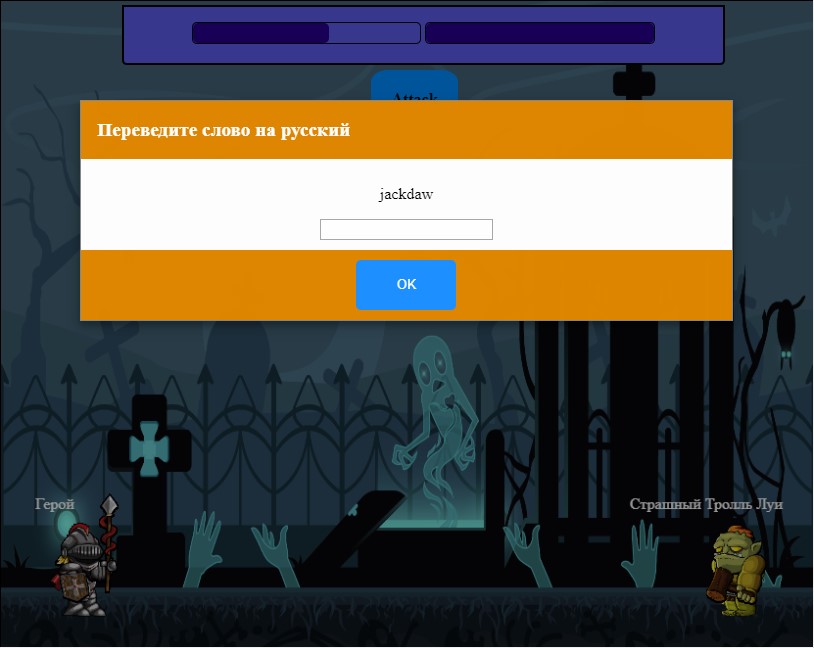 Attack
Переведите слово на русский
jackdaw
OK
Герой
Страшный Тролль Луи